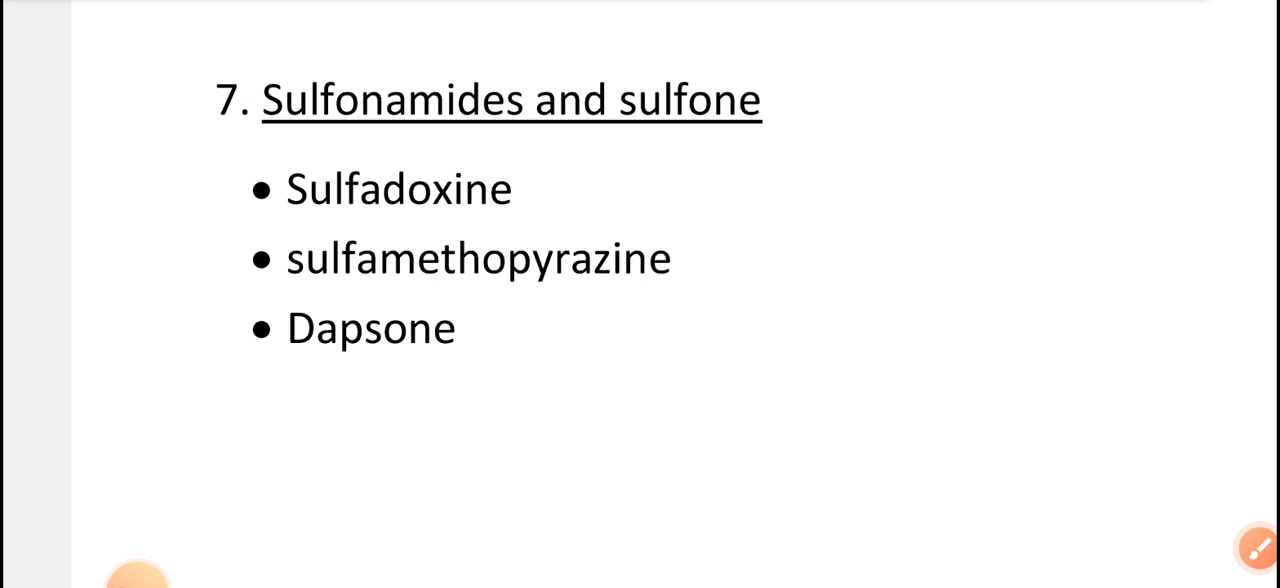 7. Sulfonamides and sulfone
• Sulfadoxine
• sulfamethopyrazine
• Dapsone